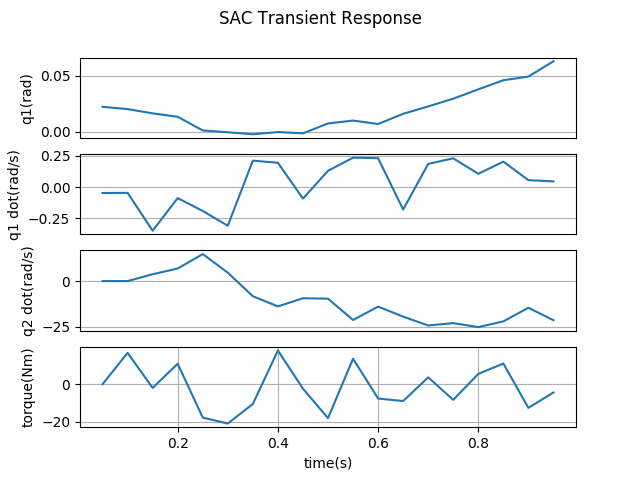 SAC Transient Response
q1(rad)
0.05
0.00
q1 dot(rad/s)
0.25
0.00
−0.25
q2 dot(rad/s)
0
−25
torque(Nm)
0
−20
0.2 0.4 0.6 0.8
time(s)